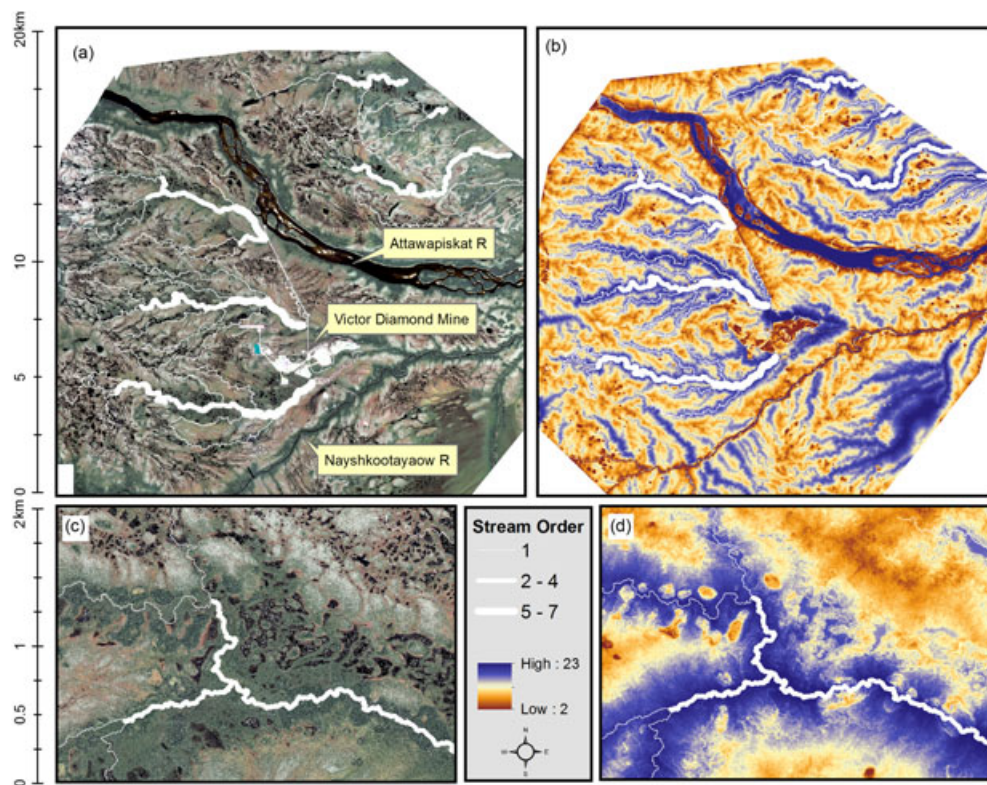 20km
(a)
(b)
10
Attawapiskat R
Victor Diamond Mine
5
Nayshkootayaow R
0
2km
(c)
Stream Order
1
2 - 4
5 - 7
High : 23
Low : 2
N
W
E
S
(d)
1
0.5
0